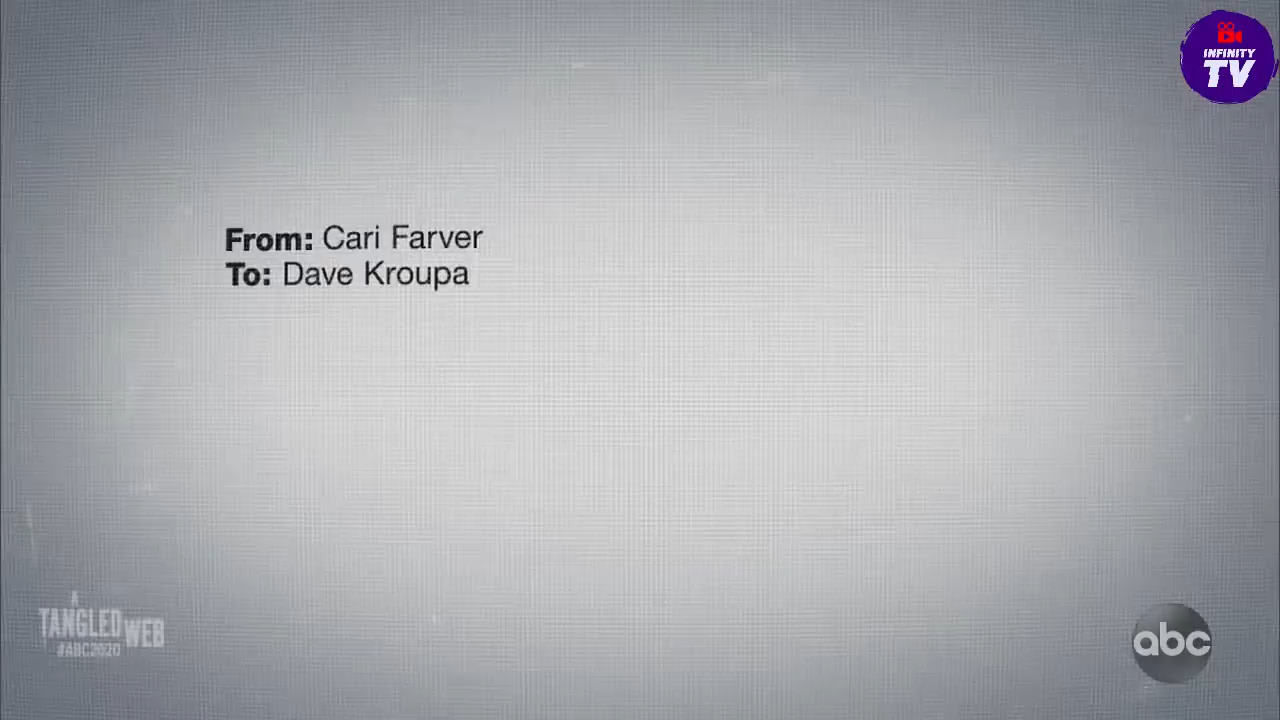 INFINITY
TV
From: Cari Farver
To: Dave Kroupa
A
TANGLED WEB
#ABC2020
abc